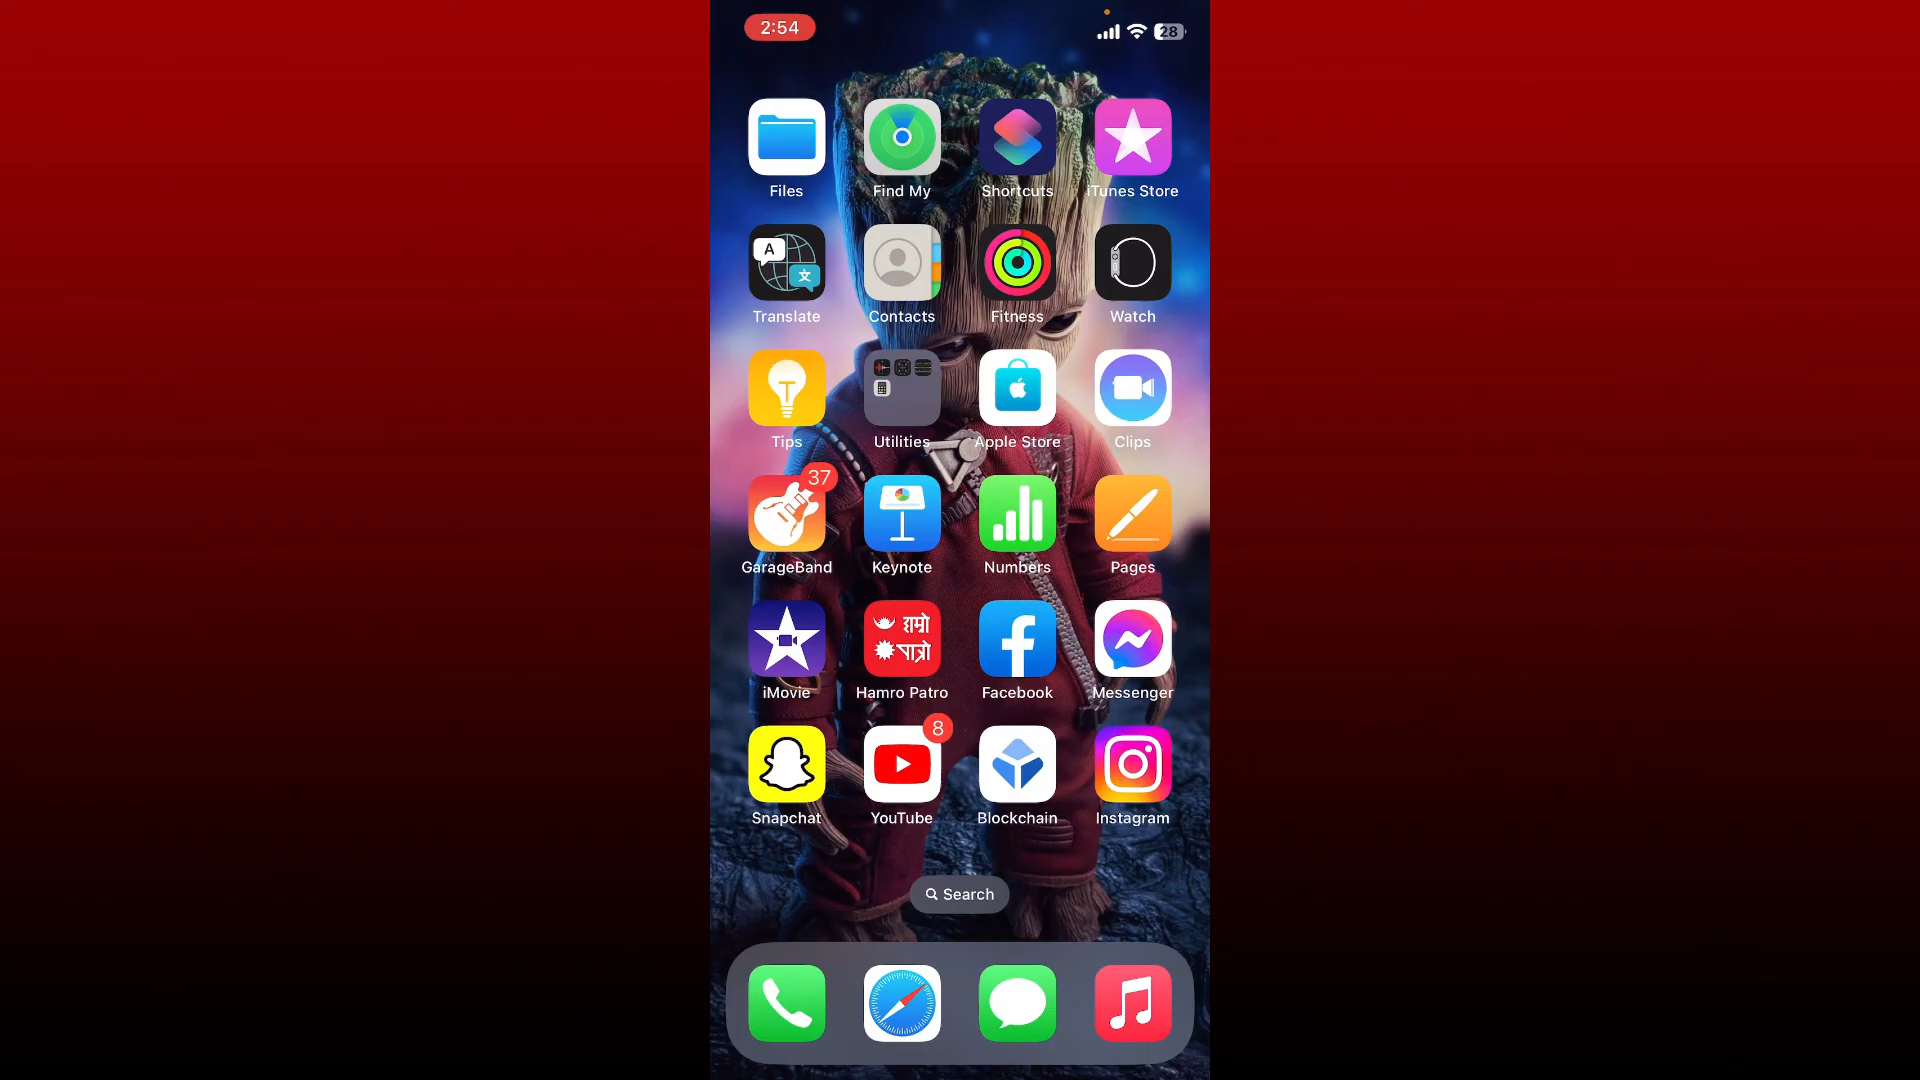 2:54
28
Files Find My Shortcuts iTunes Store
A 文
Translate Contacts Fitness Watch
Tips Utilities Apple Store Clips
37
GarageBand Keynote Numbers Pages
हाम्रो
पात्रो
iMovie Hamro Patro Facebook Messenger
8
Snapchat YouTube Blockchain Instagram
Search